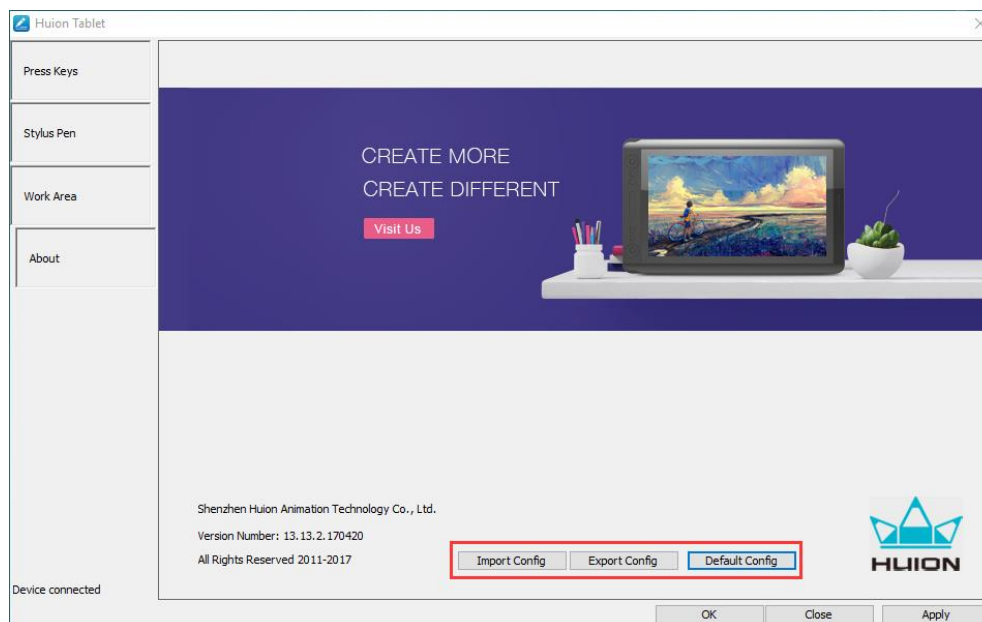 Huion Tablet
Press Keys
Stylus Pen
Work Area
About
CREATE MORE
CREATE DIFFERENT
Visit Us
Shenzhen Huion Animation Technology Co., Ltd.
Version Number: 13.13.2.170420
All Rights Reserved 2011-2017
Import Config Export Config Default Config
HUION
Device connected
OK Close Apply